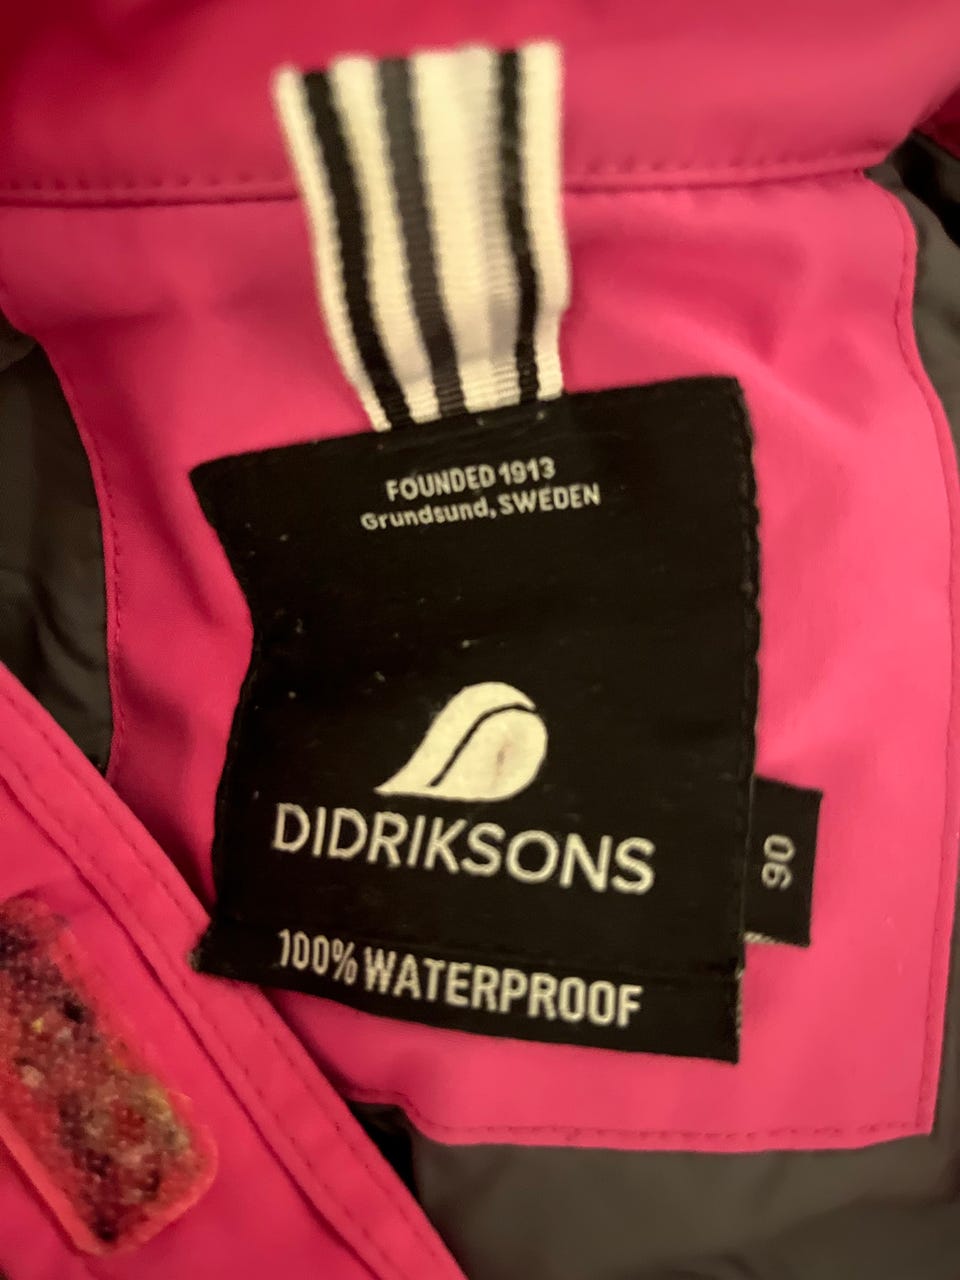 FOUNDED 1913
Grundsund, SWEDEN
DIDRIKSONS
100% WATERPROOF
90